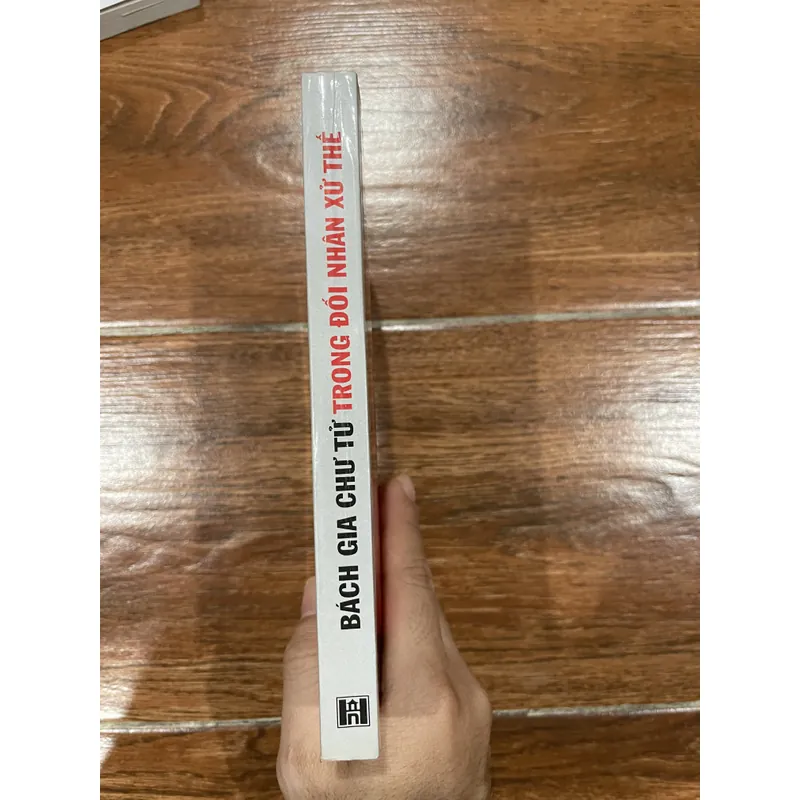 BÁCH GIA CHƯ TỬ TRONG ĐỐI NHÂN XỬ THẾ